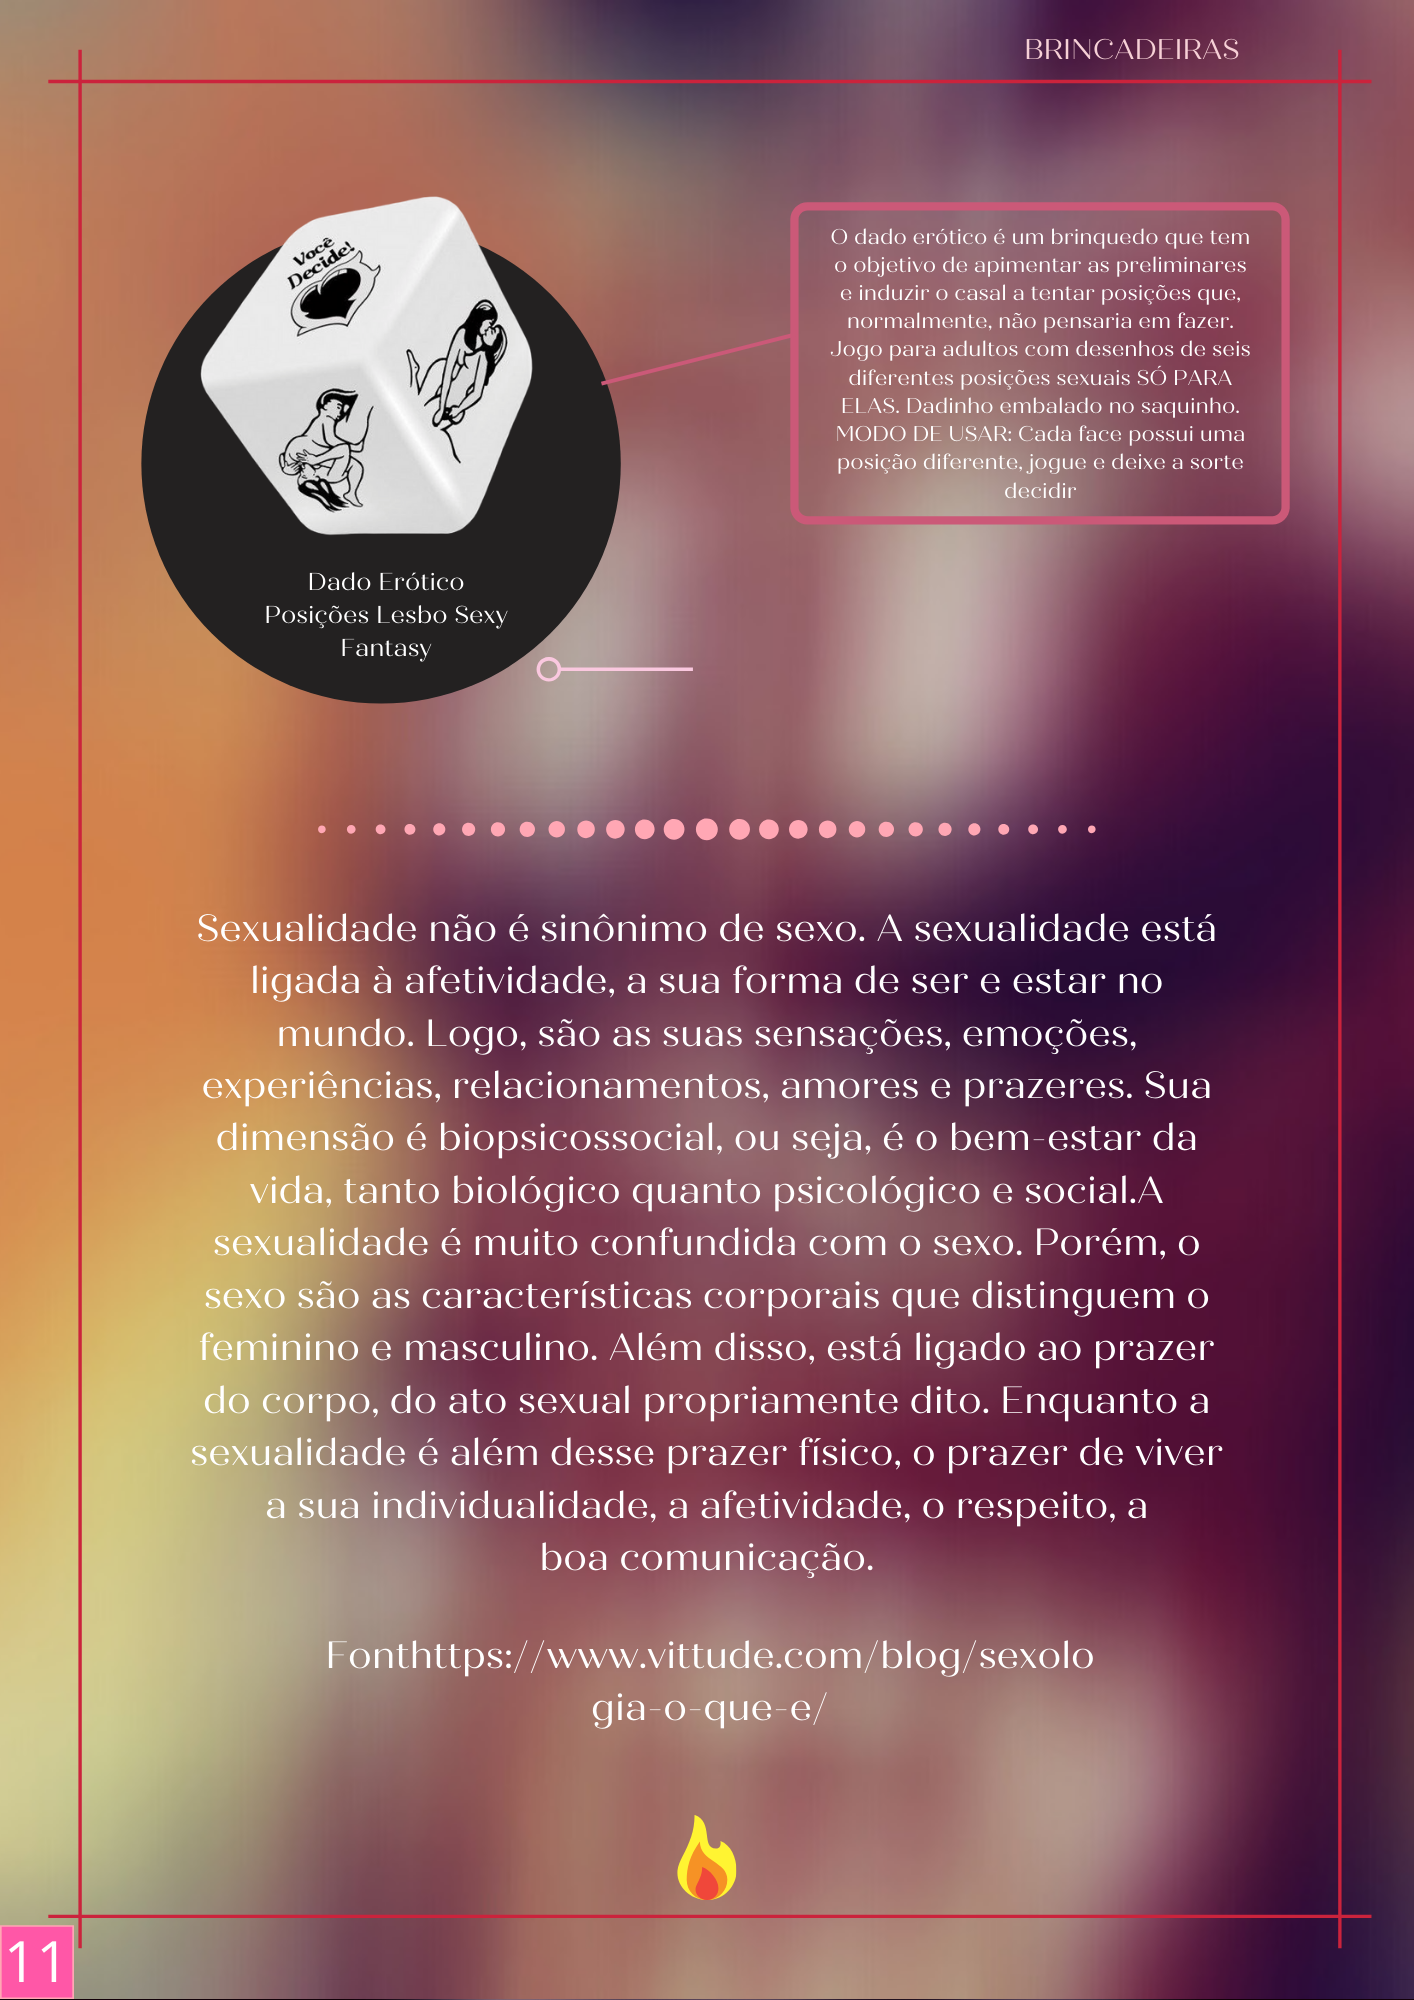 BRINCADEIRAS
Você
Decide!
O dado erótico é um brinquedo que tem
o objetivo de apimentar as preliminares
e induzir o casal a tentar posições que,
normalmente, não pensaria em fazer.
Jogo para adultos com desenhos de seis
diferentes posições sexuais SÓ PARA
ELAS. Dadinho embalado no saquinho.
MODO DE USAR: Cada face possui uma
posição diferente, jogue e deixe a sorte
decidir
Dado Erótico
Posições Lesbo Sexy
Fantasy
Sexualidade não é sinônimo de sexo. A sexualidade está
ligada à afetividade, a sua forma de ser e estar no
mundo. Logo, são as suas sensações, emoções,
experiências, relacionamentos, amores e prazeres. Sua
dimensão é biopsicossocial, ou seja, é o bem-estar da
vida, tanto biológico quanto psicológico e social.A
sexualidade é muito confundida com o sexo. Porém, o
sexo são as características corporais que distinguem o
feminino e masculino. Além disso, está ligado ao prazer
do corpo, do ato sexual propriamente dito. Enquanto a
sexualidade é além desse prazer físico, o prazer de viver
a sua individualidade, a afetividade, o respeito, a
boa comunicação.
Fonthttps://www.vittude.com/blog/sexolo
gia-o-que-e/
11